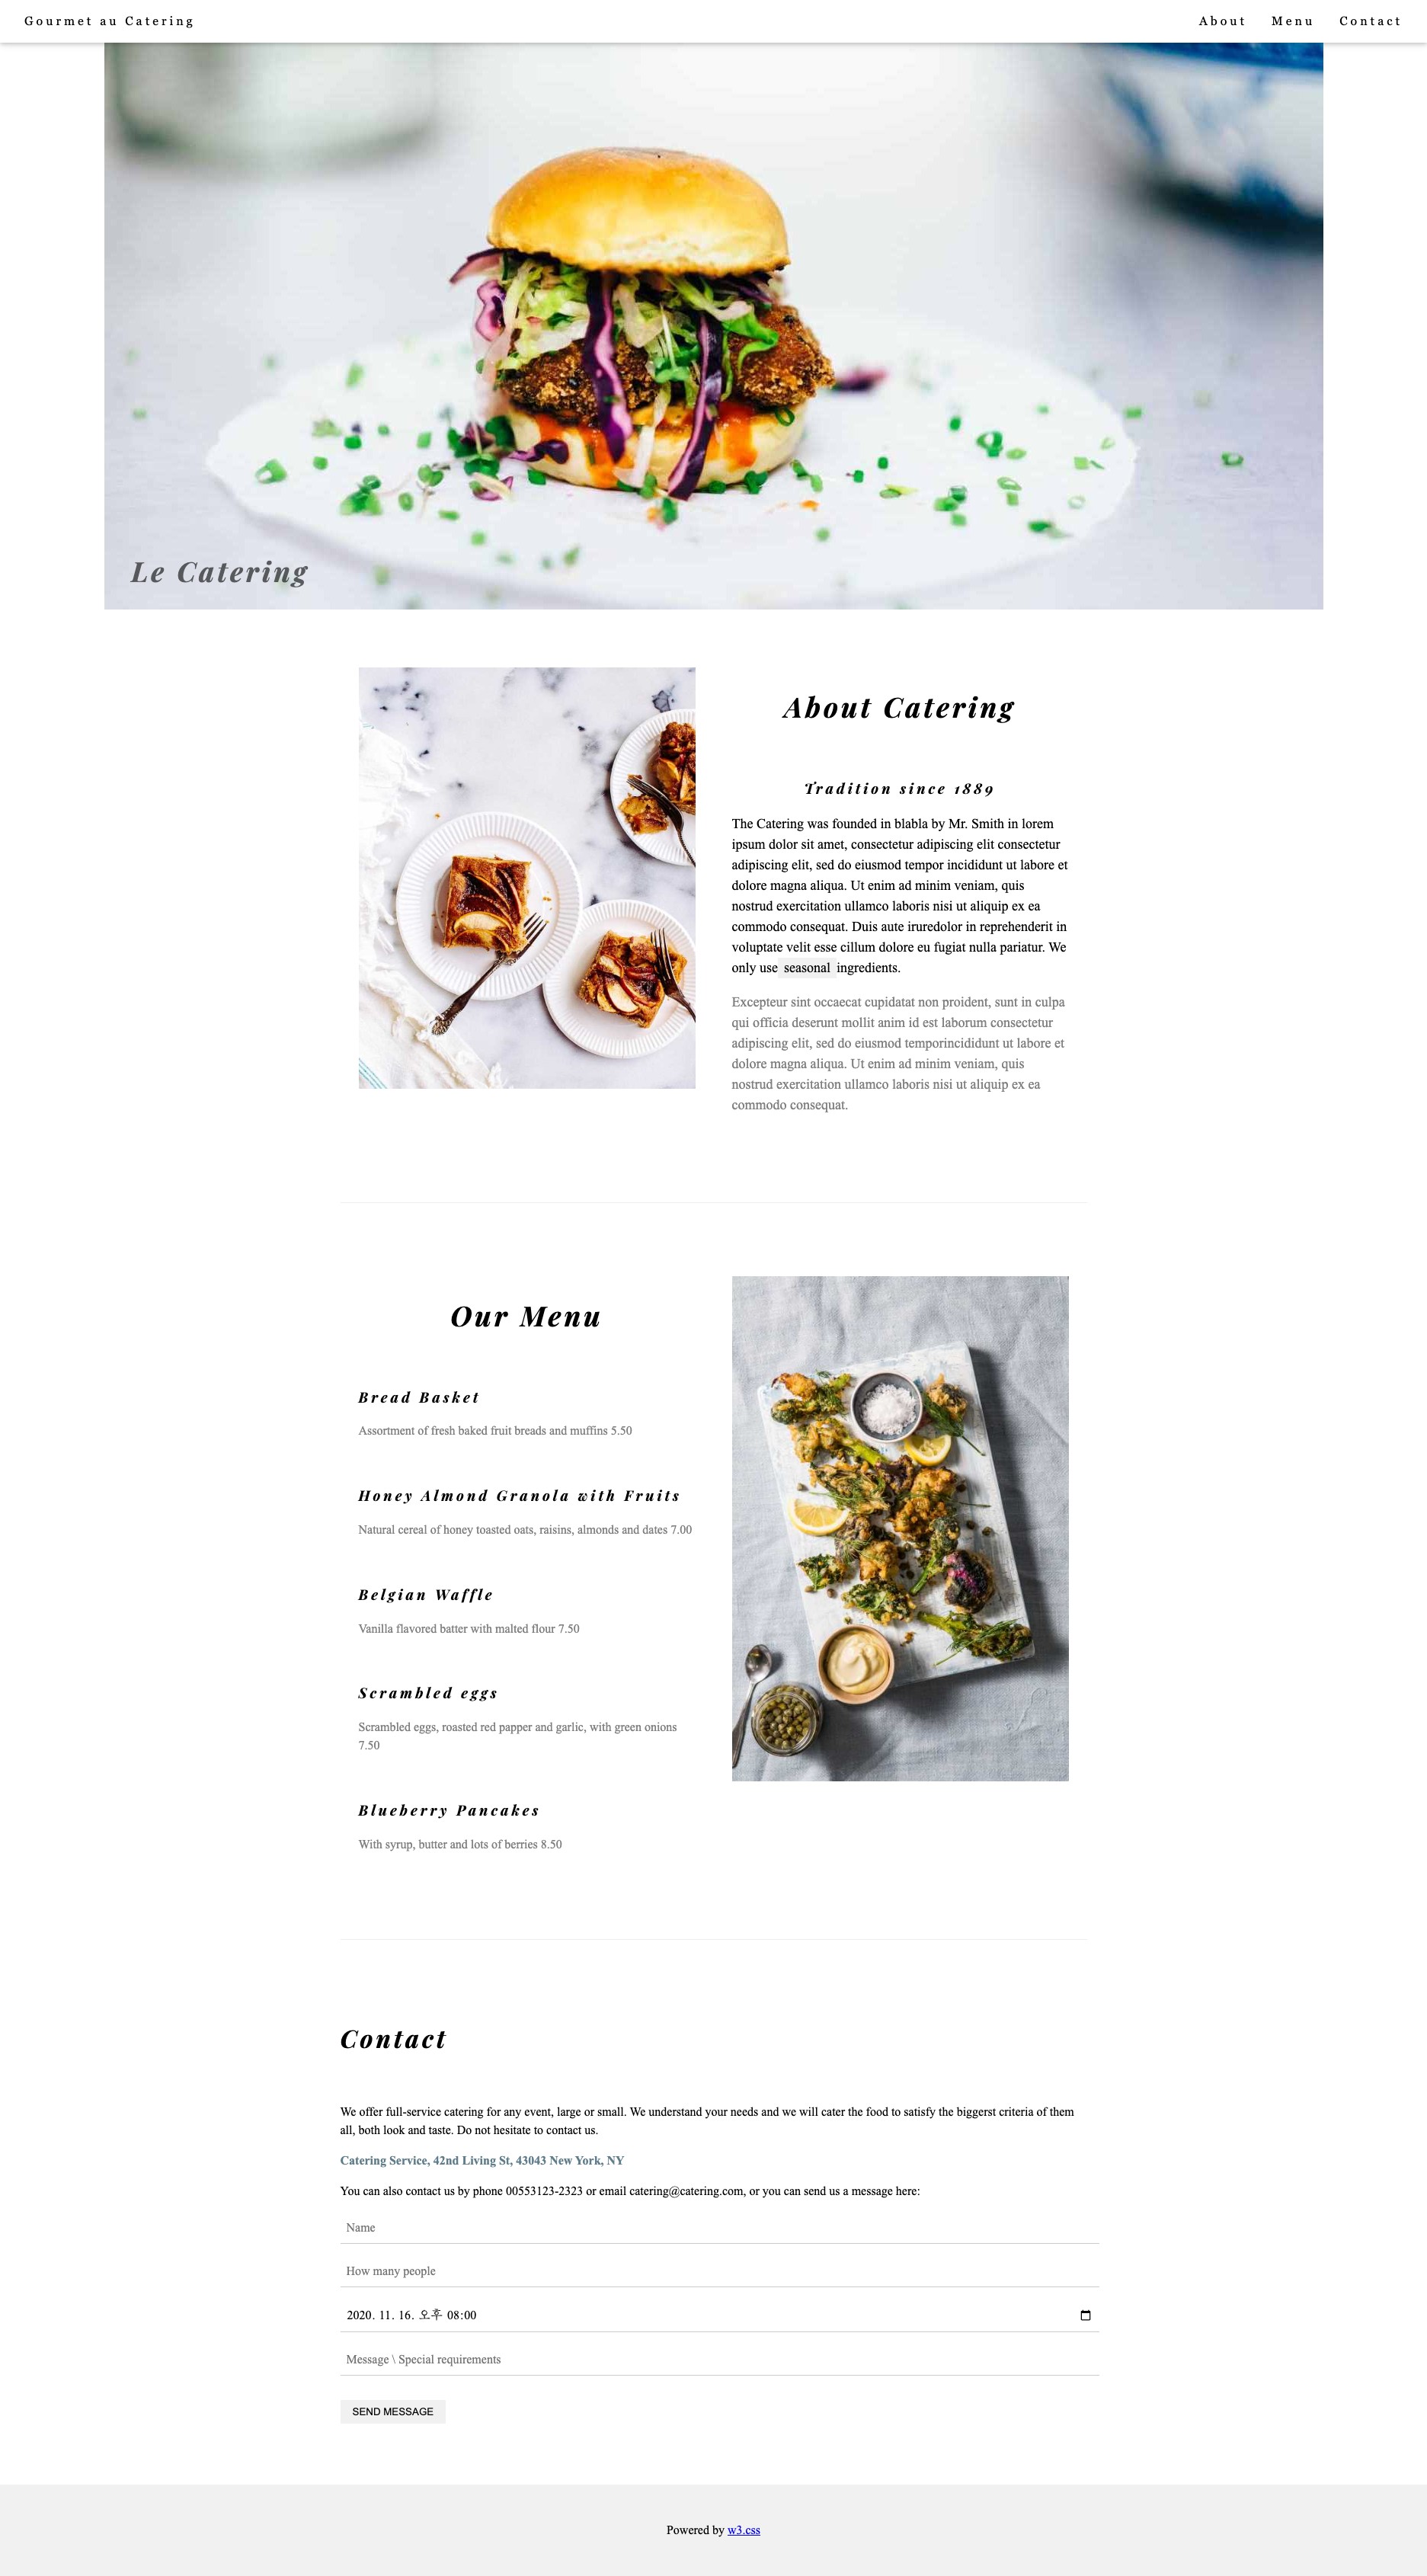 Gourmet au Catering
About Menu Contact
Le Catering
About Catering
Tradition since 1889
The Catering was founded in blabla by Mr. Smith in lorem
ipsum dolor sit amet, consectetur adipiscing elit consectetur
adipiscing elit, sed do eiusmod tempor incididunt ut labore et
dolore magna aliqua. Ut enim ad minim veniam, quis
nostrud exercitation ullamco laboris nisi ut aliquip ex ea
commodo consequat. Duis aute iruredolor in reprehenderit in
voluptate velit esse cillum dolore eu fugiat nulla pariatur. We
only use seasonal ingredients.
Excepteur sint occaecat cupidatat non proident, sunt in culpa
qui officia deserunt mollit anim id est laborum consectetur
adipiscing elit, sed do eiusmod temporincididunt ut labore et
dolore magna aliqua. Ut enim ad minim veniam, quis
nostrud exercitation ullamco laboris nisi ut aliquip ex ea
commodo consequat.
Our Menu
Bread Basket
Assortment of fresh baked fruit breads and muffins 5.50
Honey Almond Granola with Fruits
Natural cereal of honey toasted oats, raisins, almonds and dates 7.00
Belgian Waffle
Vanilla flavored batter with malted flour 7.50
Scrambled eggs
Scrambled eggs, roasted red papper and garlic, with green onions
7.50
Blueberry Pancakes
With syrup, butter and lots of berries 8.50
Contact
We offer full-service catering for any event, large or small. We understand your needs and we will cater the food to satisfy the biggerst criteria of them
all, both look and taste. Do not hesitate to contact us.
Catering Service, 42nd Living St, 43043 New York, NY
You can also contact us by phone 00553123-2323 or email catering@catering.com, or you can send us a message here:
Name
How many people
2020. 11. 16. 오후 08:00
Message \ Special requirements
SEND MESSAGE
Powered by w3.css